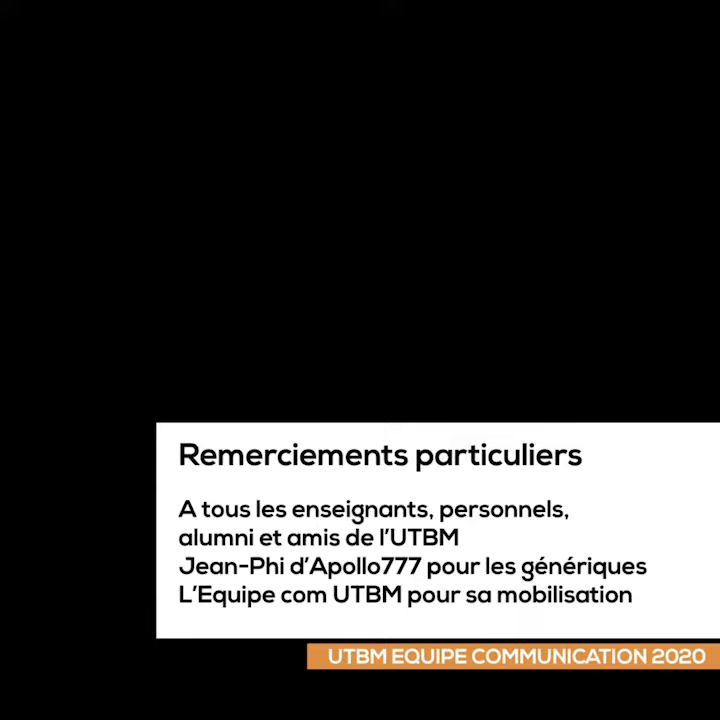 Remerciements particuliers
A tous les enseignants, personnels,
alumni et amis de l'UTBM
Jean-Phi d'Apollo777 pour les génériques
L'Equipe com UTBM pour sa mobilisation
UTBM EQUIPE COMMUNICATION 2020